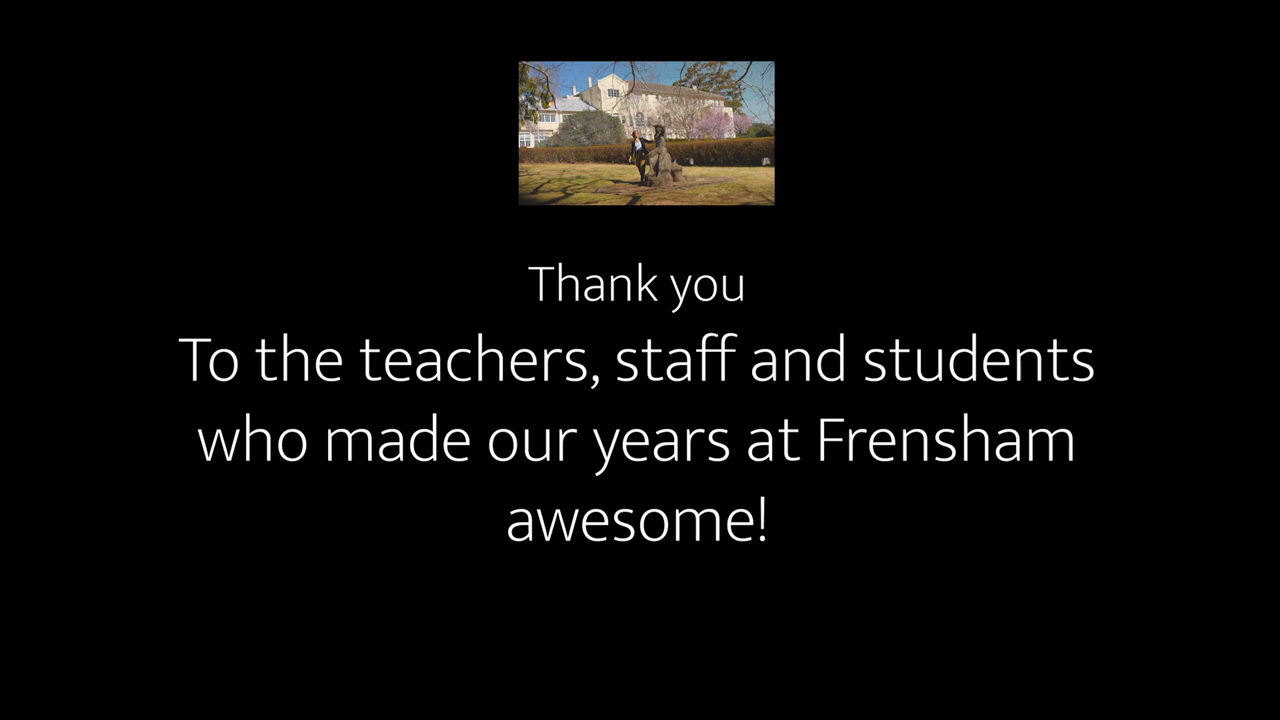 Thank you
To the teachers, staff and students
who made our years at Frensham
awesome!